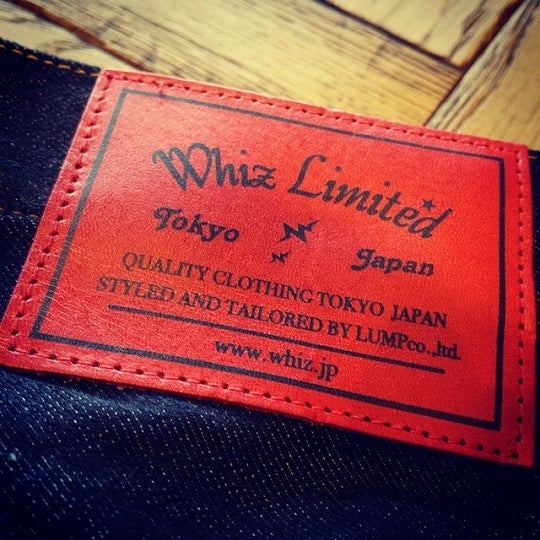 Whiz Limited
Tokyo Japan
QUALITY CLOTHING TOKYO JAPAN
STYLED AND TAILORED BY LUMPco.,ltd.
www.whiz.jp